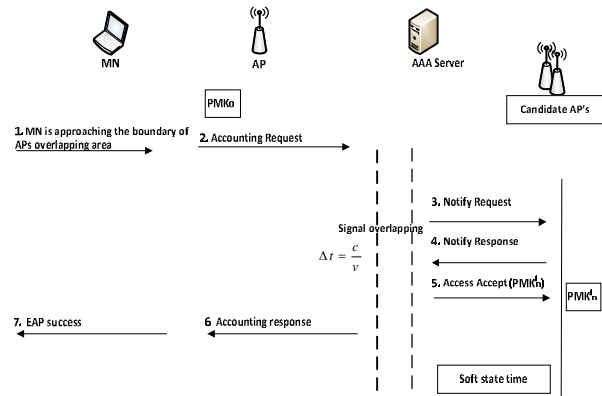 MN
AP
AAA Server
Candidate AP's
PMKo
1. MN is approaching the boundary of
APs overlapping area
2. Accounting Request
3. Notify Request
Signal overlapping
4. Notify Response
Δt = c/v
5. Access Accept (PMK¹n)
PMK¹n
7. EAP success
6 Accounting response
Soft state time